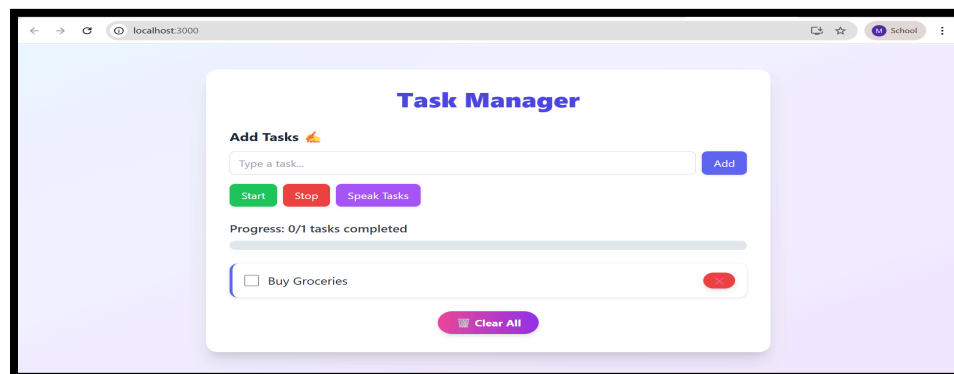 localhost:3000
M School
Task Manager
Add Tasks ✍️
Type a task...
Add
Start Stop Speak Tasks
Progress: 0/1 tasks completed
Buy Groceries
🗑️ Clear All